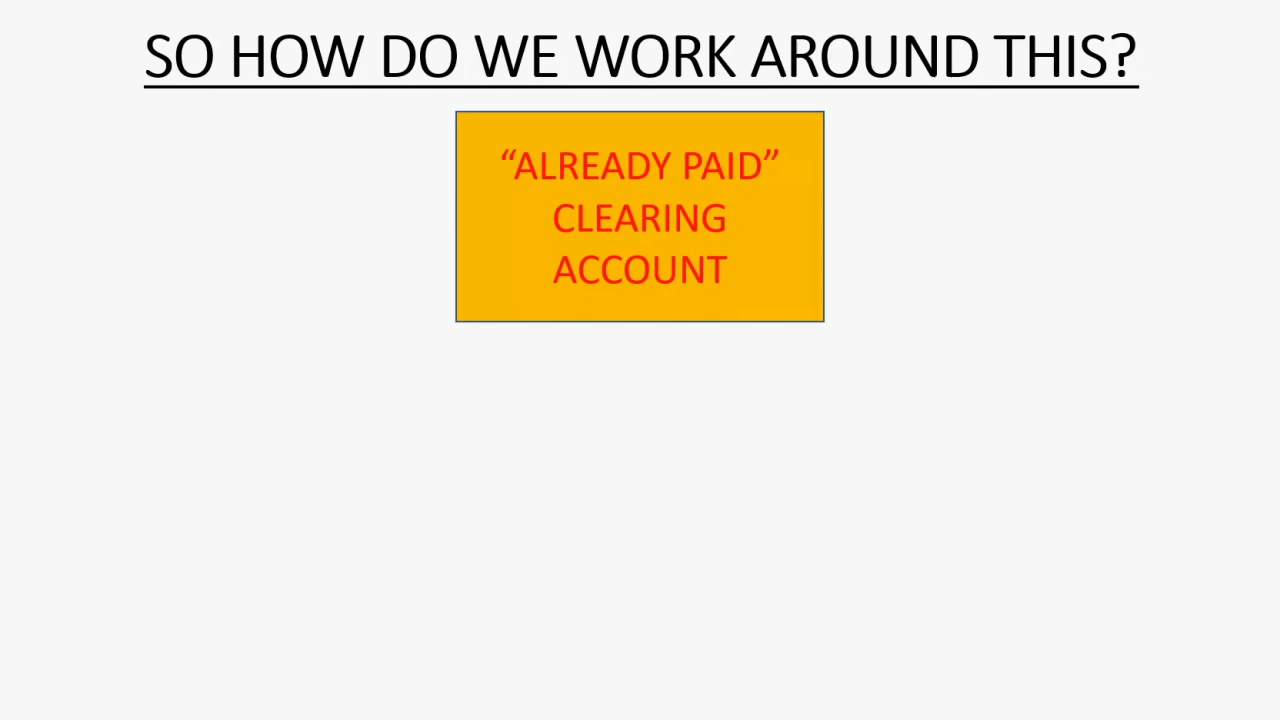 SO HOW DO WE WORK AROUND THIS?
“ALREADY PAID”
CLEARING
ACCOUNT